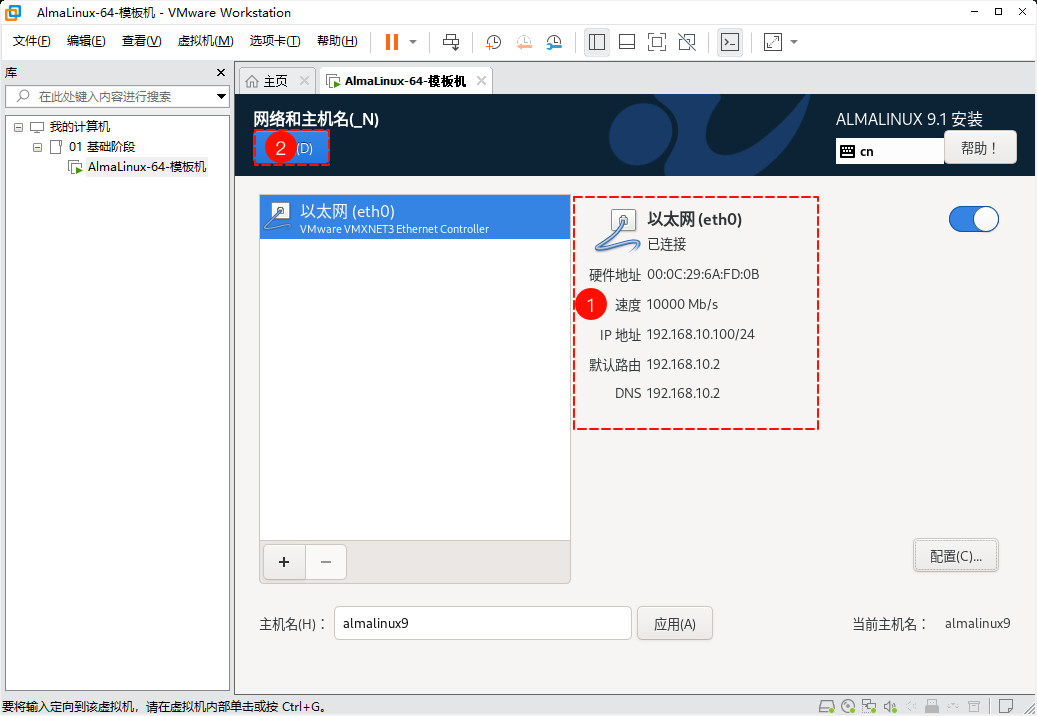 AlmaLinux-64-模板机 - VMware Workstation
文件(F) 编辑(E) 查看(V) 虚拟机(M) 选项卡(T) 帮助(H)
库
在此处键入内容进行搜索
我的计算机
01 基础阶段
AlmaLinux-64-模板机
主页 AlmaLinux-64-模板机
网络和主机名(_N)
2 (D)
ALMALINUX 9.1 安装
cn 帮助！
以太网 (eth0)
VMware VMXNET3 Ethernet Controller
以太网 (eth0)
已连接
硬件地址 00:0C:29:6A:FD:0B
1 速度 10000 Mb/s
IP 地址 192.168.10.100/24
默认路由 192.168.10.2
DNS 192.168.10.2
+ −
配置(C)...
主机名(H)： almalinux9 应用(A) 当前主机名： almalinux9
要将输入定向到该虚拟机，请在虚拟机内部单击或按 Ctrl+G。